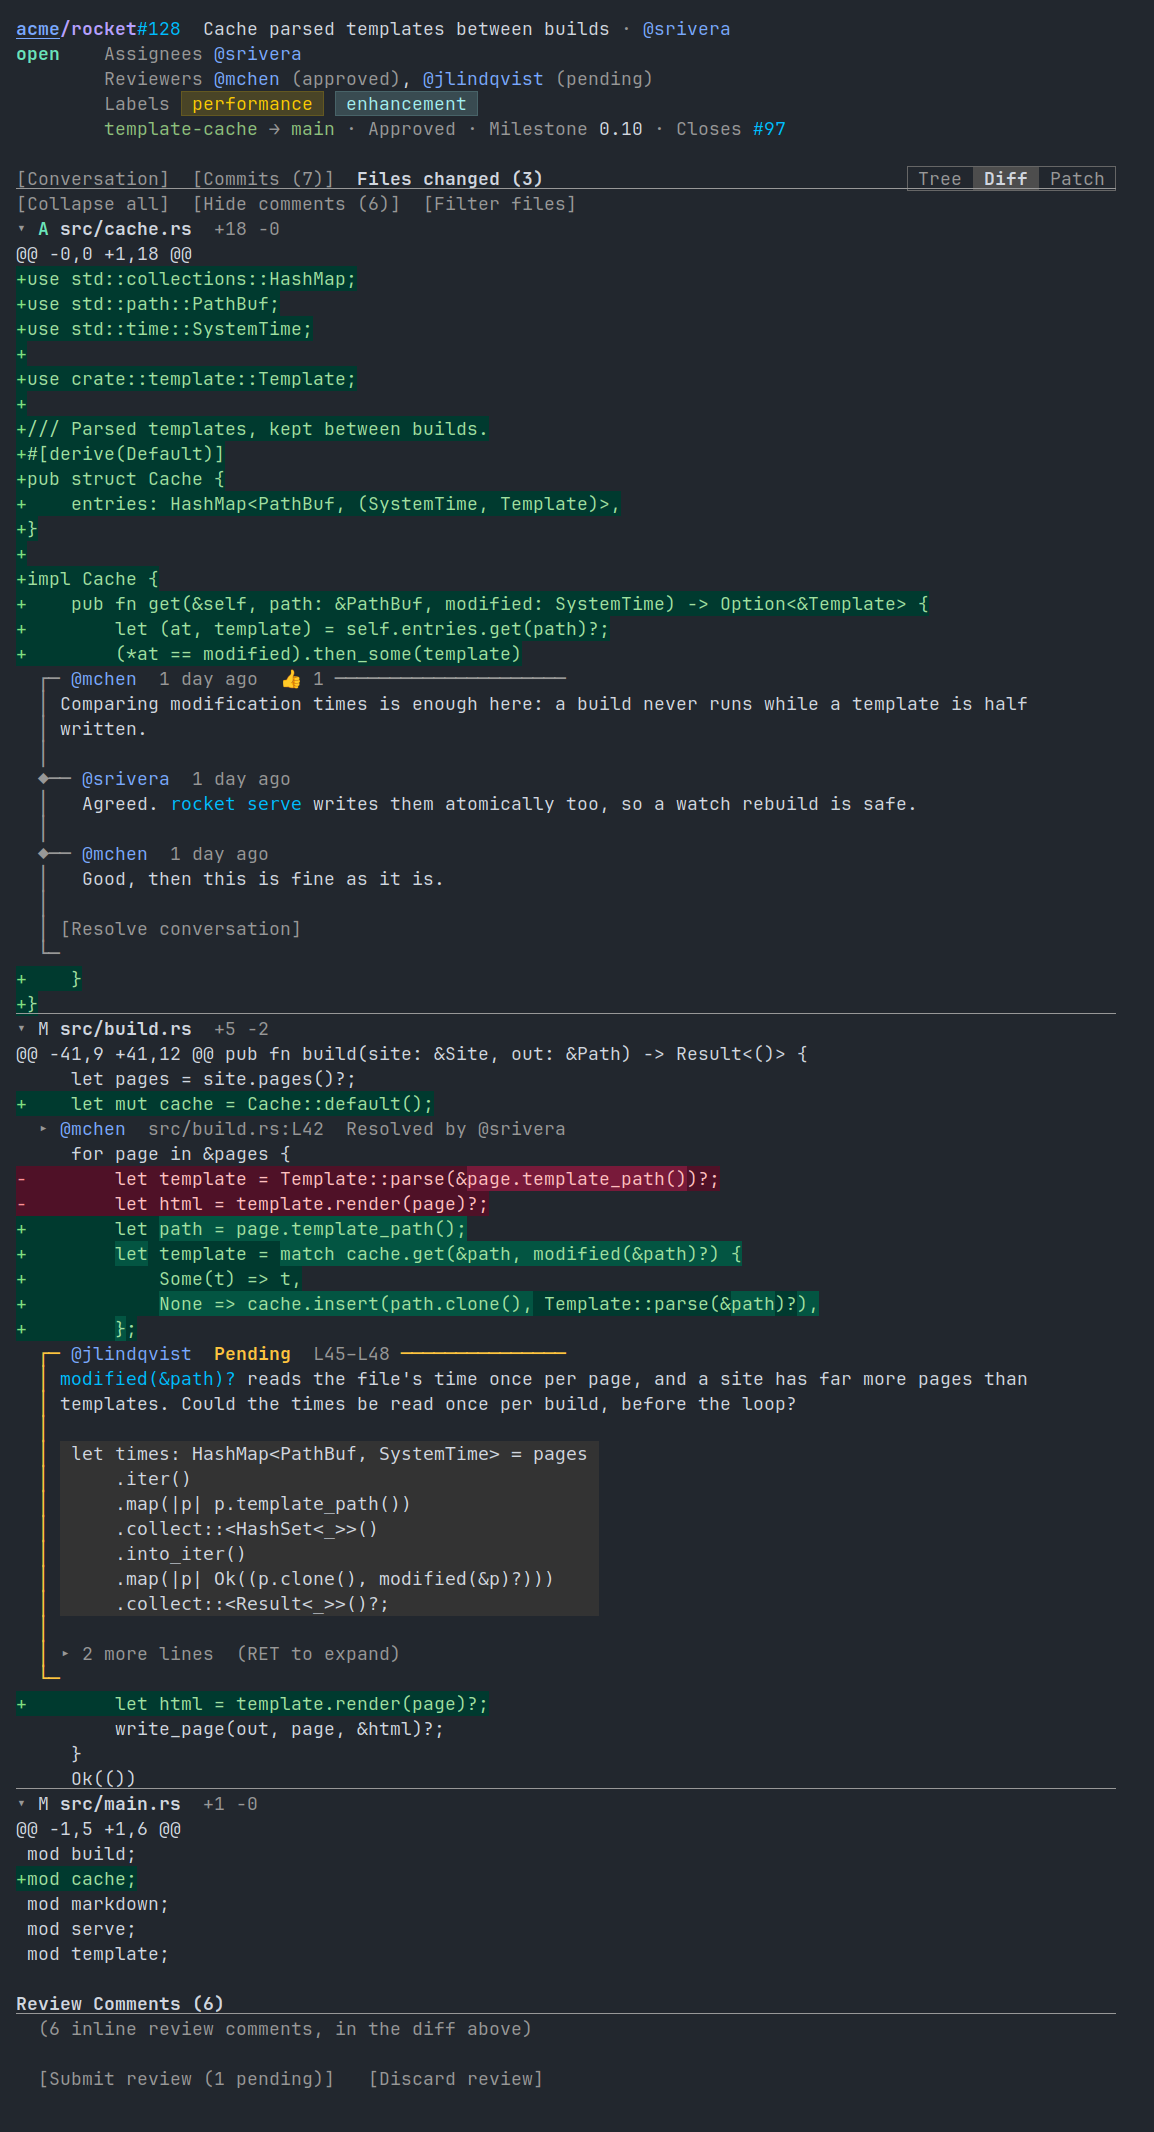 acme/rocket#128  Cache parsed templates between builds · @srivera
open    Assignees @srivera
        Reviewers @mchen (approved), @jlindqvist (pending)
        Labels  performance   enhancement
        template-cache → main · Approved · Milestone 0.10 · Closes #97
[Conversation]  [Commits (7)]  Files changed (3)    Tree  Diff  Patch
[Collapse all]  [Hide comments (6)]  [Filter files]
▾ A src/cache.rs  +18 -0
@@ -0,0 +1,18 @@
+use std::collections::HashMap;
+use std::path::PathBuf;
+use std::time::SystemTime;
+
+use crate::template::Template;
+
+/// Parsed templates, kept between builds.
+#[derive(Default)]
+pub struct Cache {
+    entries: HashMap<PathBuf, (SystemTime, Template)>,
+}
+
+impl Cache {
+    pub fn get(&self, path: &PathBuf, modified: SystemTime) -> Option<&Template> {
+        let (at, template) = self.entries.get(path)?;
+        (*at == modified).then_some(template)
@mchen  1 day ago  👍 1
Comparing modification times is enough here: a build never runs while a template is half
written.
@srivera  1 day ago
Agreed. rocket serve writes them atomically too, so a watch rebuild is safe.
@mchen  1 day ago
Good, then this is fine as it is.
[Resolve conversation]
+    }
+}
▾ M src/build.rs  +5 -2
@@ -41,9 +41,12 @@ pub fn build(site: &Site, out: &Path) -> Result<()> {
     let pages = site.pages()?;
+    let mut cache = Cache::default();
  ▸ @mchen  src/build.rs:L42  Resolved by @srivera
     for page in &pages {
-        let template = Template::parse(&page.template_path())?;
-        let html = template.render(page)?;
+        let path = page.template_path();
+        let template = match cache.get(&path, modified(&path)?) {
+            Some(t) => t,
+            None => cache.insert(path.clone(), Template::parse(&path)?),
+        };
@jlindqvist  Pending  L45–L48
modified(&path)? reads the file's time once per page, and a site has far more pages than
templates. Could the times be read once per build, before the loop?
let times: HashMap<PathBuf, SystemTime> = pages
    .iter()
    .map(|p| p.template_path())
    .collect::<HashSet<_>>()
    .into_iter()
    .map(|p| Ok((p.clone(), modified(&p)?)))
    .collect::<Result<_>>()?;
▸ 2 more lines  (RET to expand)
+        let html = template.render(page)?;
         write_page(out, page, &html)?;
     }
     Ok(())
▾ M src/main.rs  +1 -0
@@ -1,5 +1,6 @@
 mod build;
+mod cache;
 mod markdown;
 mod serve;
 mod template;
Review Comments (6)
  (6 inline review comments, in the diff above)
  [Submit review (1 pending)]   [Discard review]